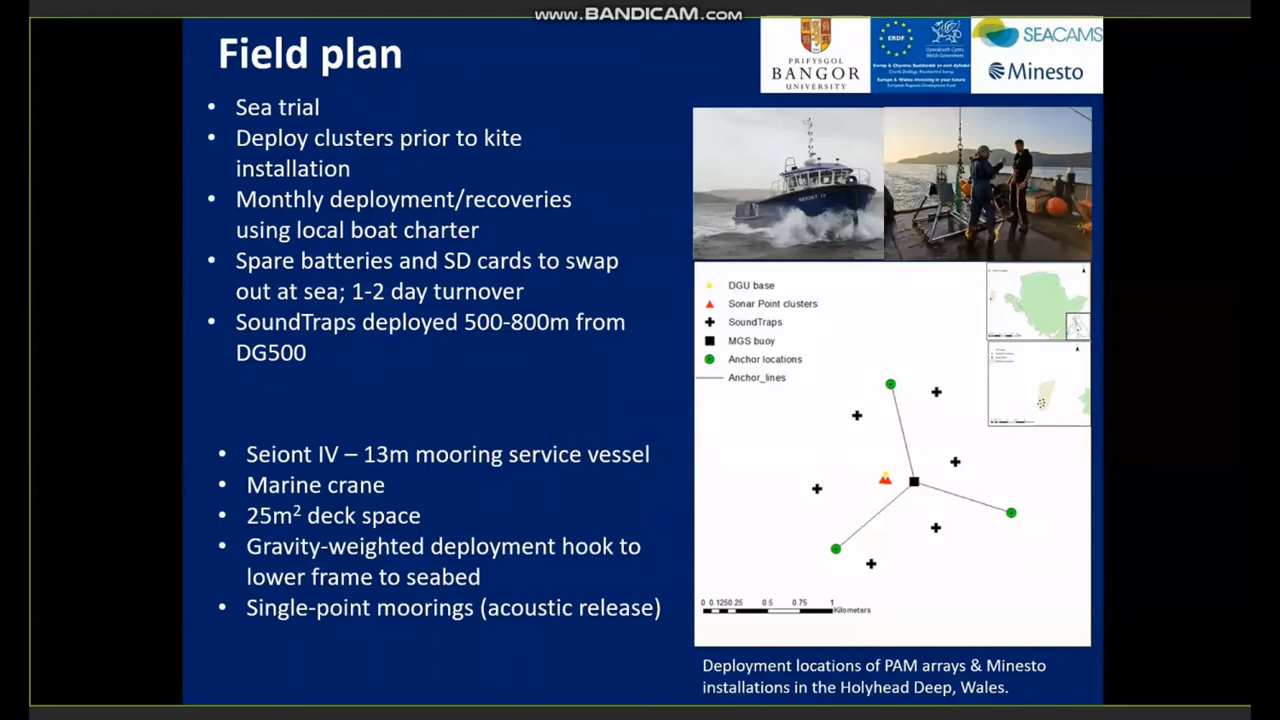 www.BANDICAM.com
Field plan
PRIFYSGOL
BANGOR
UNIVERSITY
ERDF
SEACAMS
Minesto
• Sea trial
• Deploy clusters prior to kite
installation
• Monthly deployment/recoveries
using local boat charter
• Spare batteries and SD cards to swap
out at sea; 1-2 day turnover
• SoundTraps deployed 500-800m from
DG500
• Seiont IV – 13m mooring service vessel
• Marine crane
• 25m² deck space
• Gravity-weighted deployment hook to
lower frame to seabed
• Single-point moorings (acoustic release)
SEIONT IV
DGU base
Sonar Point clusters
SoundTraps
MGS buoy
Anchor locations
Anchor_lines
0 0.1250.25 0.5 0.75 1
Kilometers
Deployment locations of PAM arrays & Minesto
installations in the Holyhead Deep, Wales.